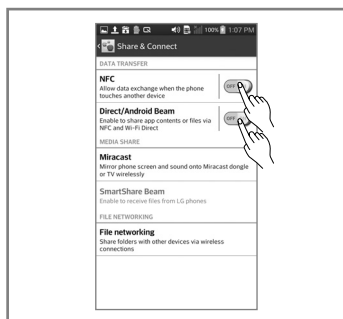 100% 1:07 PM
Share & Connect
DATA TRANSFER
NFC
Allow data exchange when the phone
touches another device
OFF
Direct/Android Beam
Enable to share app contents or files via
NFC and Wi-Fi Direct
OFF
MEDIA SHARE
Miracast
Mirror phone screen and sound onto Miracast dongle
or TV wirelessly
SmartShare Beam
Enable to receive files from LG phones
FILE NETWORKING
File networking
Share folders with other devices via wireless
connections